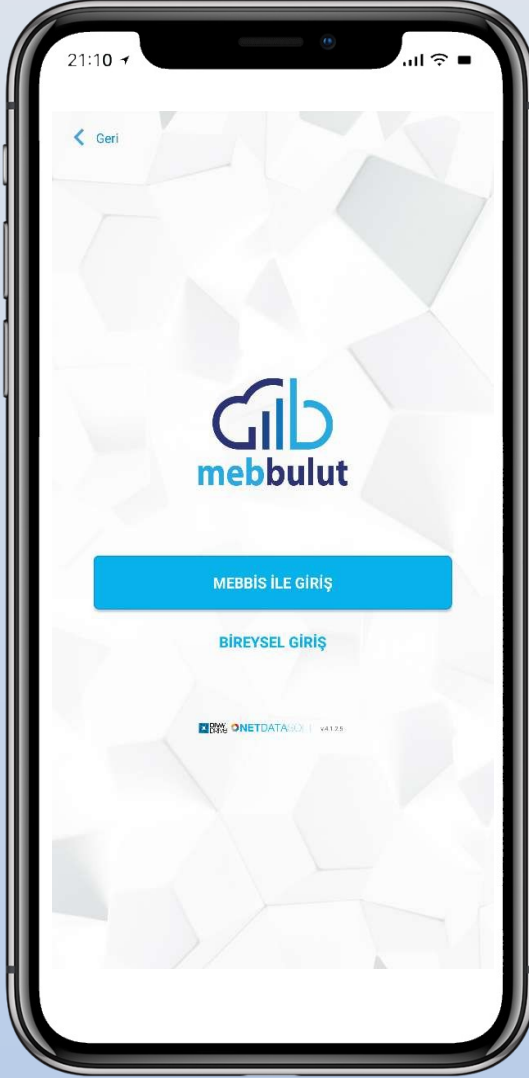 21:10
Geri
mebbulut
MEBBİS İLE GİRİŞ
BİREYSEL GİRİŞ
NETDATA